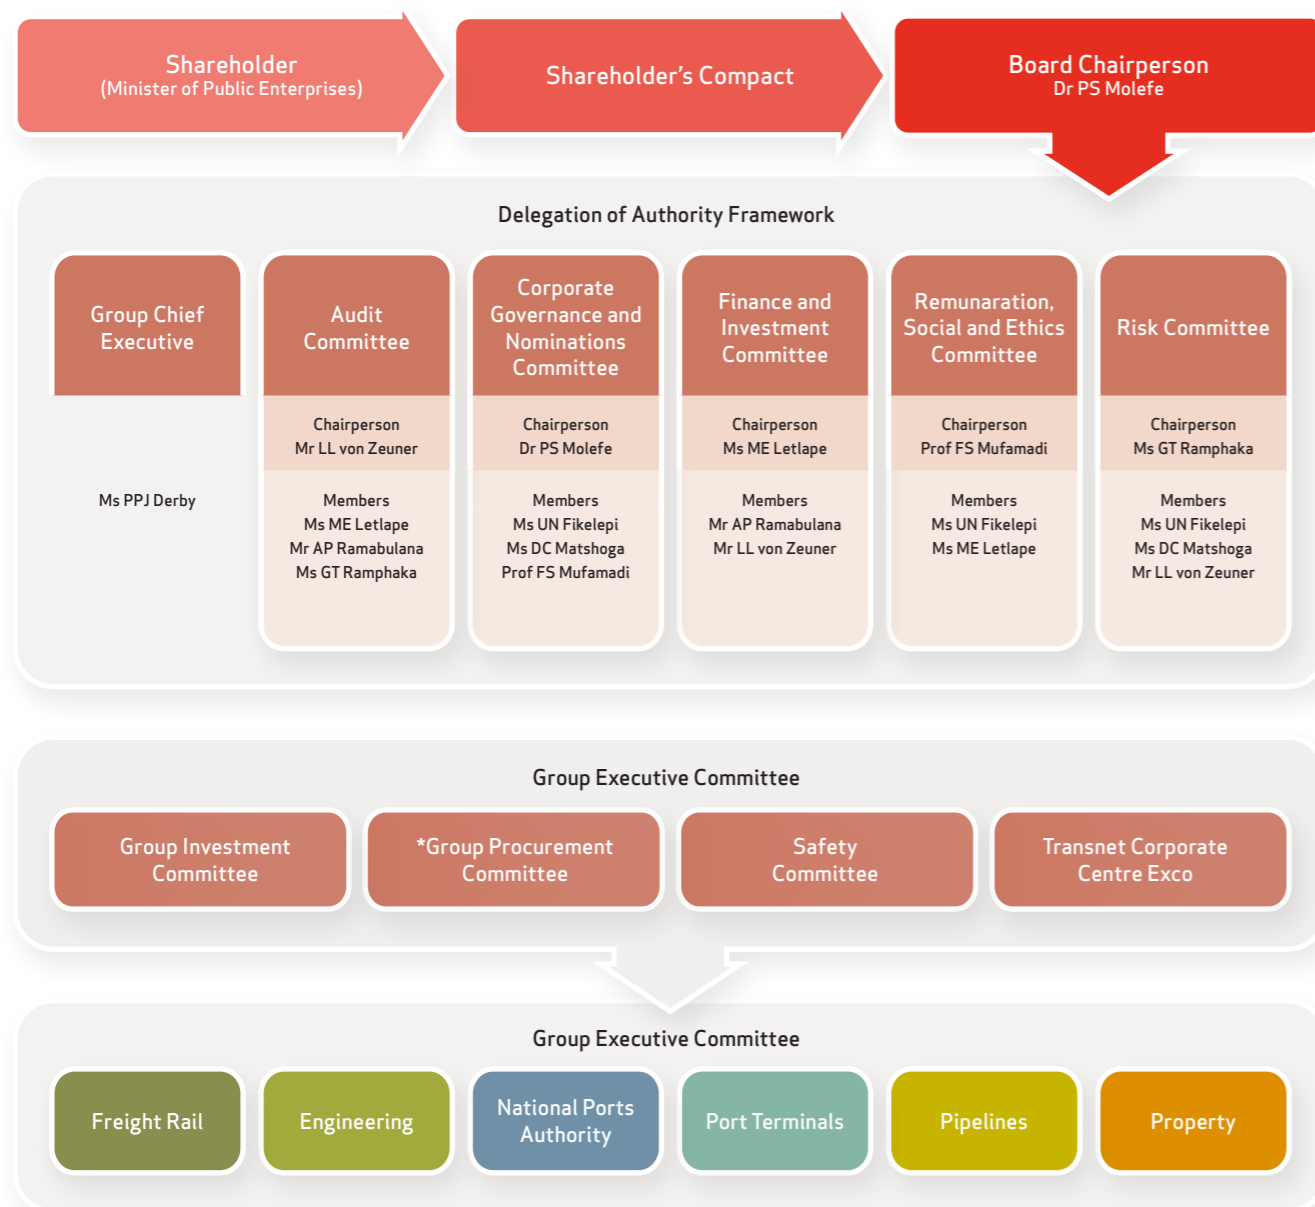 Shareholder
(Minister of Public Enterprises)
Shareholder's Compact
Board Chairperson
Dr PS Molefe
Delegation of Authority Framework
Group Chief
Executive
Ms PPJ Derby
Audit
Committee
Chairperson
Mr LL von Zeuner
Members
Ms ME Letlape
Mr AP Ramabulana
Ms GT Ramphaka
Corporate
Governance and
Nominations
Committee
Chairperson
Dr PS Molefe
Members
Ms UN Fikelepi
Ms DC Matshoga
Prof FS Mufamadi
Finance and
Investment
Committee
Chairperson
Ms ME Letlape
Members
Mr AP Ramabulana
Mr LL von Zeuner
Remunaration,
Social and Ethics
Committee
Chairperson
Prof FS Mufamadi
Members
Ms UN Fikelepi
Ms ME Letlape
Risk Committee
Chairperson
Ms GT Ramphaka
Members
Ms UN Fikelepi
Ms DC Matshoga
Mr LL von Zeuner
Group Executive Committee
Group Investment
Committee
*Group Procurement
Committee
Safety
Committee
Transnet Corporate
Centre Exco
Group Executive Committee
Freight Rail
Engineering
National Ports
Authority
Port Terminals
Pipelines
Property